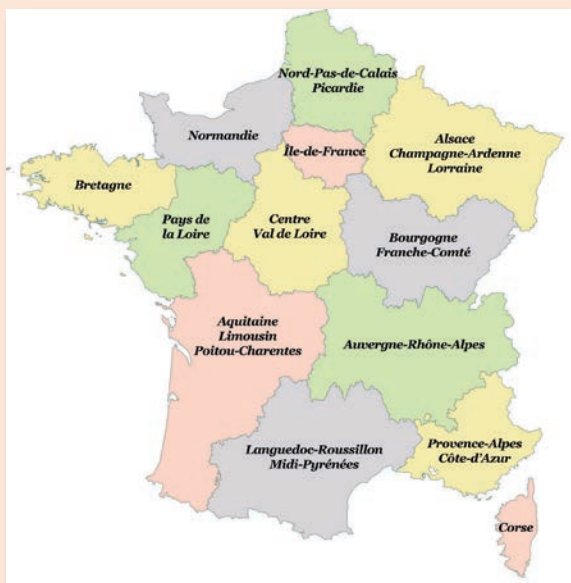 Nord-Pas-de-Calais
Picardie
Normandie
Île-de-France
Alsace
Champagne-Ardenne
Lorraine
Bretagne
Pays de
la Loire
Centre
Val de Loire
Bourgogne
Franche-Comté
Aquitaine
Limousin
Poitou-Charentes
Auvergne-Rhône-Alpes
Languedoc-Roussillon
Midi-Pyrénées
Provence-Alpes
Côte-d'Azur
Corse